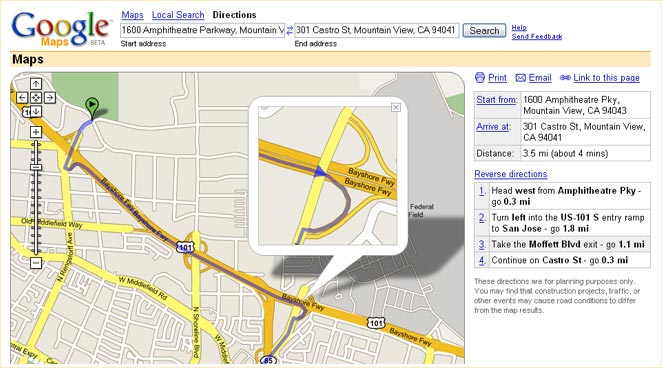 Google
Maps BETA
Maps Local Search Directions
1600 Amphitheatre Parkway, Mountain V
301 Castro St, Mountain View, CA 94041
Search
Help
Send Feedback
Start address
End address
Maps
Print Email Link to this page
Start from: 1600 Amphitheatre Pky, Mountain View, CA 94043
Arrive at: 301 Castro St, Mountain View, CA 94041
Distance: 3.5 mi (about 4 mins)
Reverse directions
1. Head west from Amphitheatre Pky - go 0.3 mi
2. Turn left into the US-101 S entry ramp to San Jose - go 1.8 mi
3. Take the Moffett Blvd exit - go 1.1 mi
4. Continue on Castro St - go 0.3 mi
These directions are for planning purposes only.
You may find that construction projects, traffic, or
other events may cause road conditions to differ
from the map results.
Bayshore Fwy
Bayshore Fwy
Bayshore Fwy Bayshore Fwy
Federal
Field
Old Middlefield Way
101
N Rengstorff Ave
W Middlefield Rd
N Shoreline Blvd
W Middlef
Bayshore Fwy
101
Bayshore Fwy
Central Expy
85